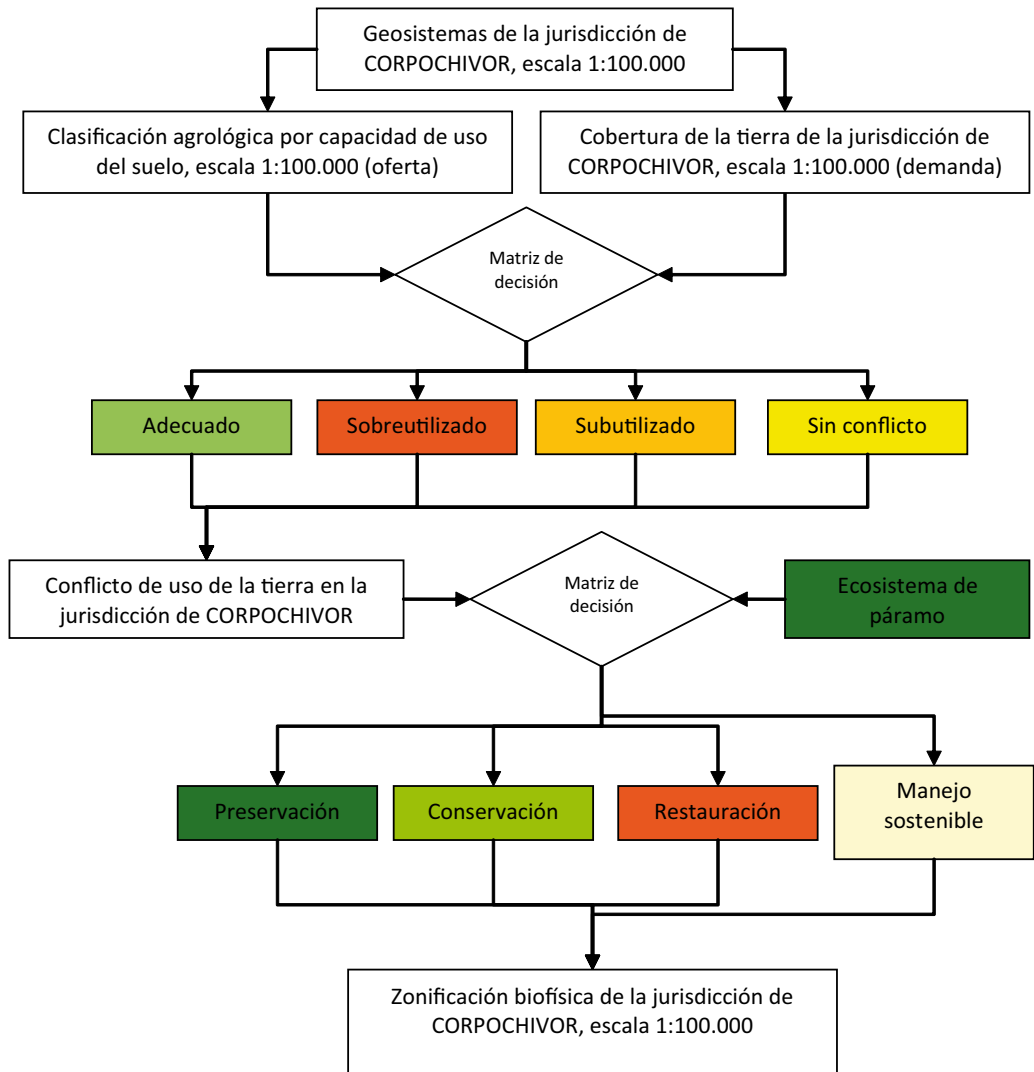 Geosistemas de la jurisdicción de
CORPOCHIVOR, escala 1:100.000
Clasificación agrológica por capacidad de uso
del suelo, escala 1:100.000 (oferta)
Cobertura de la tierra de la jurisdicción de
CORPOCHIVOR, escala 1:100.000 (demanda)
Matriz de
decisión
Adecuado
Sobreutilizado
Subutilizado
Sin conflicto
Conflicto de uso de la tierra en la
jurisdicción de CORPOCHIVOR
Matriz de
decisión
Ecosistema de
páramo
Preservación
Conservación
Restauración
Manejo
sostenible
Zonificación biofísica de la jurisdicción de
CORPOCHIVOR, escala 1:100.000